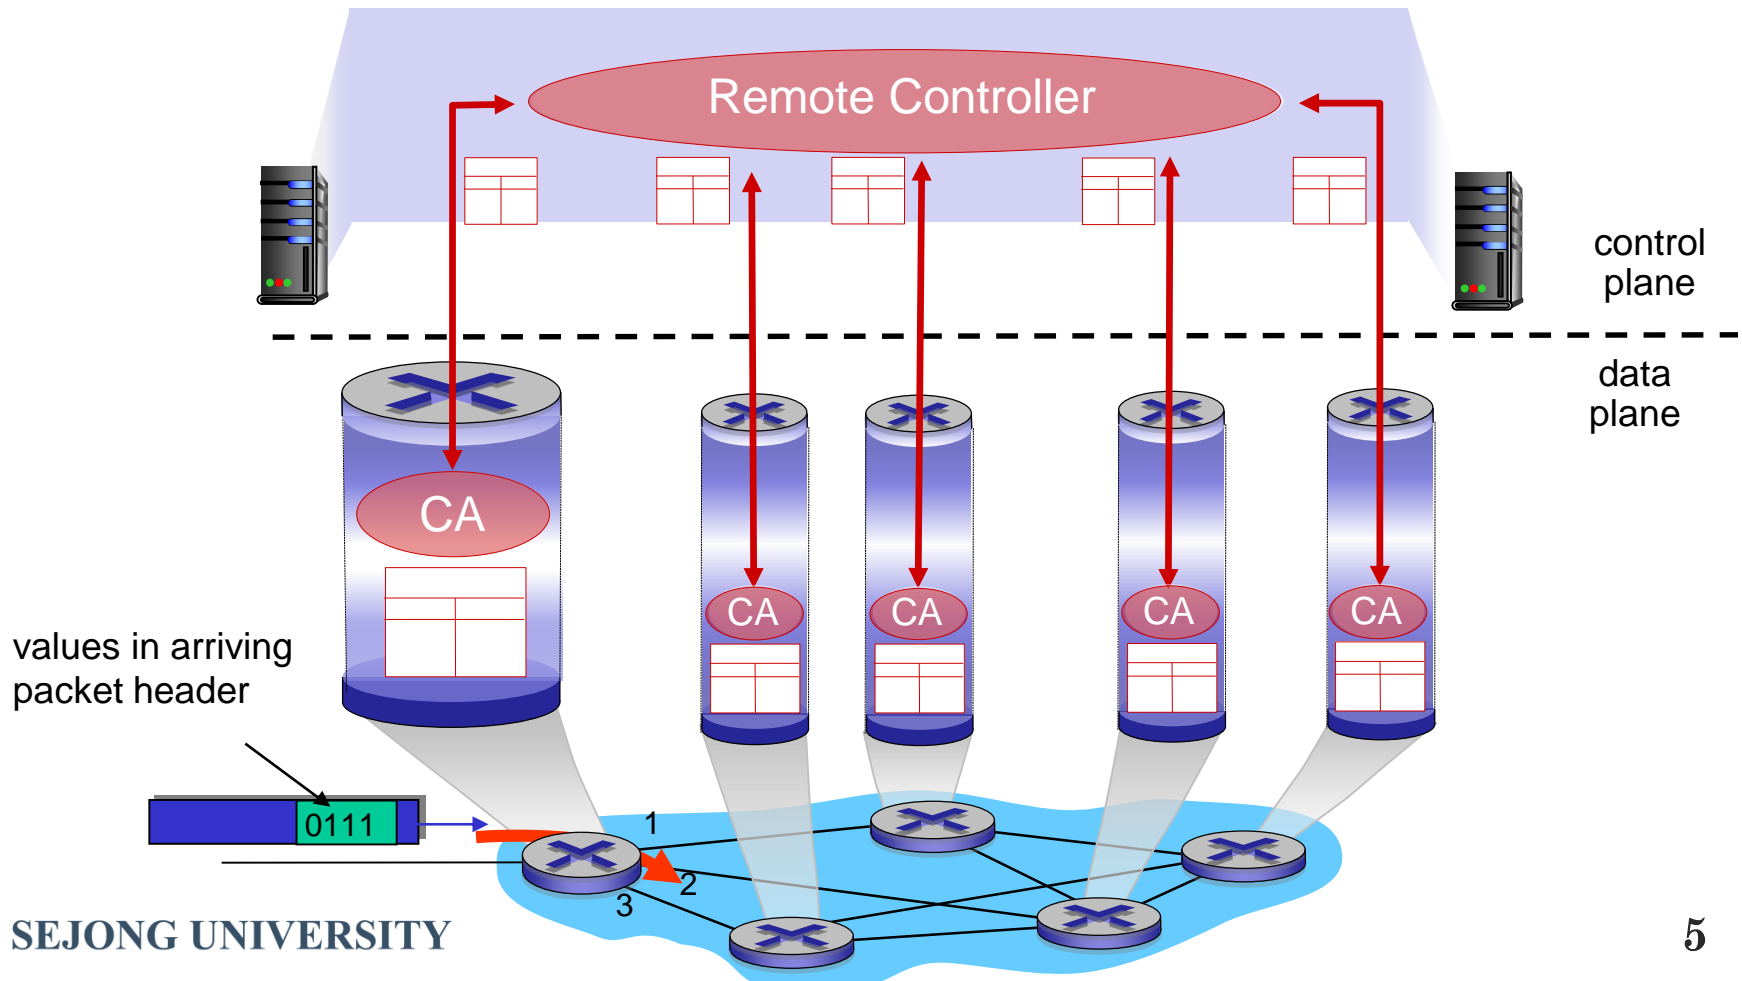 Remote Controller
control
plane
data
plane
CA
CA
CA
CA
CA
values in arriving
packet header
0111
1
2
3
SEJONG UNIVERSITY
5